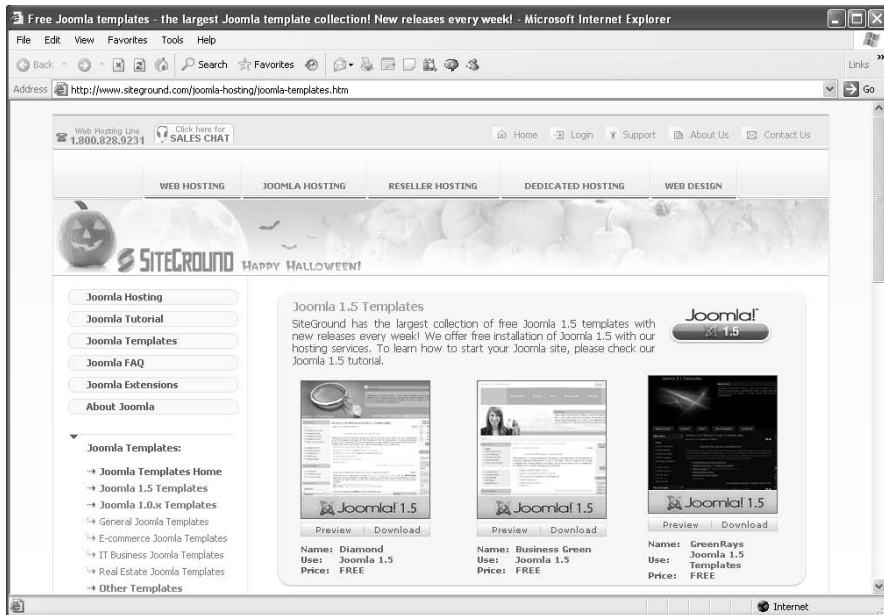 Free Joomla templates - the largest Joomla template collection! New releases every week! - Microsoft Internet Explorer
File Edit View Favorites Tools Help
Back Search Favorites Links »
Address http://www.siteground.com/joomla-hosting/joomla-templates.htm Go
Web Hosting Line
1.800.828.9231
Click here for
SALES CHAT
Home Login Support About Us Contact Us
WEB HOSTING JOOMLA HOSTING RESELLER HOSTING DEDICATED HOSTING WEB DESIGN
SITEGROUND HAPPY HALLOWEEN!
Joomla Hosting
Joomla Tutorial
Joomla Templates
Joomla FAQ
Joomla Extensions
About Joomla
Joomla Templates:
Joomla Templates Home
Joomla 1.5 Templates
Joomla 1.0.x Templates
General Joomla Templates
E-commerce Joomla Templates
IT Business Joomla Templates
Real Estate Joomla Templates
Other Templates
Joomla 1.5 Templates
SiteGround has the largest collection of free Joomla 1.5 templates with
new releases every week! We offer free installation of Joomla 1.5 with our
hosting services. To learn how to start your Joomla site, please check our
Joomla 1.5 tutorial.
Joomla!
1.5
Joomla! 1.5
Preview | Download
Name: Diamond
Use: Joomla 1.5
Price: FREE
Joomla! 1.5
Preview | Download
Name: Business Green
Use: Joomla 1.5
Price: FREE
Joomla! 1.5
Preview | Download
Name: GreenRays
Use: Joomla 1.5
Templates
Price: FREE
Internet